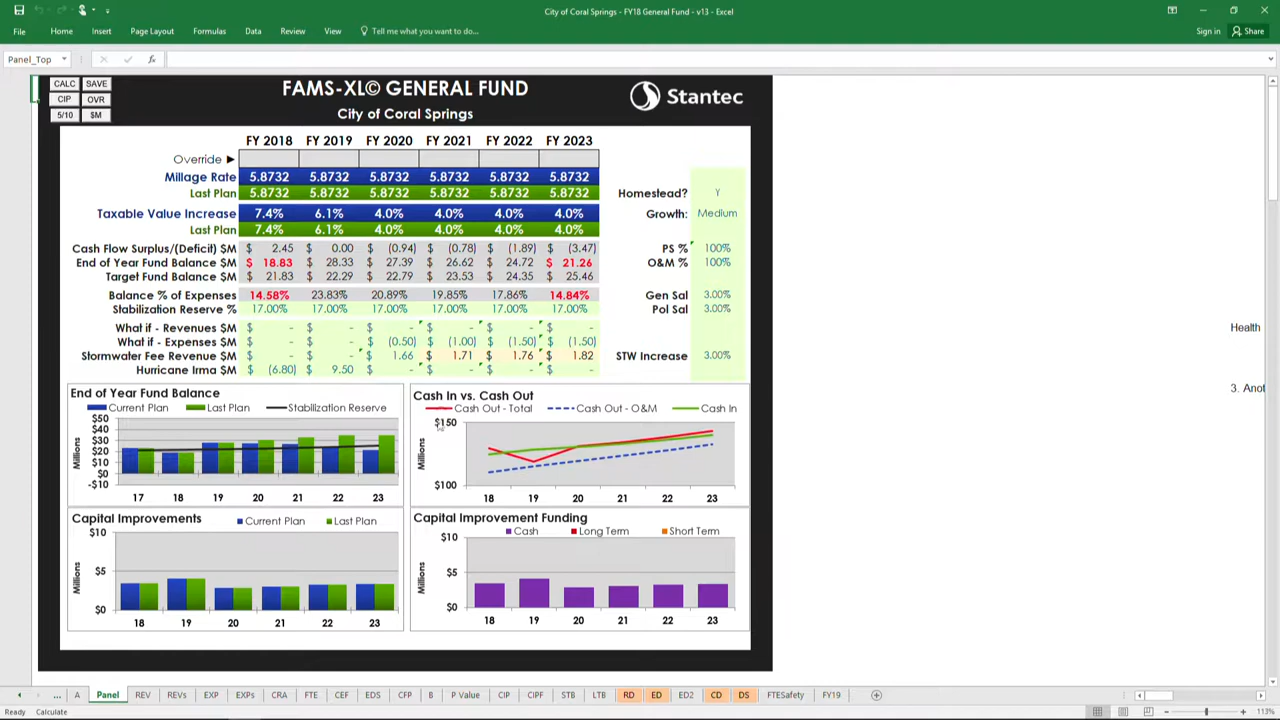 City of Coral Springs - FY18 General Fund - v13 - Excel
File Home Insert Page Layout Formulas Data Review View Tell me what you want to do... Sign in Share
Panel_Top fx
CALC SAVE
CIP OVR
5/10 $M
FAMS-XL© GENERAL FUND
City of Coral Springs
Stantec
FY 2018 FY 2019 FY 2020 FY 2021 FY 2022 FY 2023
Override ►
Millage Rate 5.8732 5.8732 5.8732 5.8732 5.8732 5.8732
Last Plan 5.8732 5.8732 5.8732 5.8732 5.8732 5.8732 Homestead? Y
Taxable Value Increase 7.4% 6.1% 4.0% 4.0% 4.0% 4.0% Growth: Medium
Last Plan 7.4% 6.1% 4.0% 4.0% 4.0% 4.0%
Cash Flow Surplus/(Deficit) $M $ 2.45 $ 0.00 $ (0.94) $ (0.78) $ (1.89) $ (3.47) PS % 100%
End of Year Fund Balance $M $ 18.83 $ 28.33 $ 27.39 $ 26.62 $ 24.72 $ 21.26 O&M % 100%
Target Fund Balance $M $ 21.83 $ 22.29 $ 22.79 $ 23.53 $ 24.35 $ 25.46
Balance % of Expenses 14.58% 23.83% 20.89% 19.85% 17.86% 14.84% Gen Sal 3.00%
Stabilization Reserve % 17.00% 17.00% 17.00% 17.00% 17.00% 17.00% Pol Sal 3.00%
What if - Revenues $M $ - $ - $ - $ - $ - $ -
What if - Expenses $M $ - $ - $ (0.50) $ (1.00) $ (1.50) $ (1.50)
Stormwater Fee Revenue $M $ - $ - $ 1.66 $ 1.71 $ 1.76 $ 1.82 STW Increase 3.00%
Hurricane Irma $M $ (6.80) $ 9.50 $ - $ - $ - $ -
Health
3. Anot
End of Year Fund Balance
Current Plan Last Plan Stabilization Reserve
Millions
$50
$40
$30
$20
$10
$0
-$10
17 18 19 20 21 22 23
Cash In vs. Cash Out
Cash Out - Total Cash Out - O&M Cash In
Millions
$150
$100
18 19 20 21 22 23
Capital Improvements
Current Plan Last Plan
Millions
$10
$5
$0
18 19 20 21 22 23
Capital Improvement Funding
Cash Long Term Short Term
Millions
$10
$5
$0
18 19 20 21 22 23
... A Panel REV REVs EXP EXPs CRA FTE CEF EDS CFP B P Value CIP CIPF STB LTB RD ED ED2 CD DS FTESafety FY19
Ready Calculate 113%